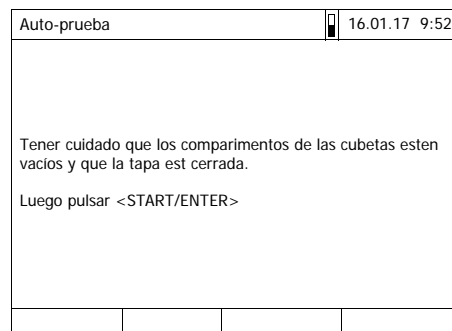 Auto-prueba 16.01.17 9:52
Tener cuidado que los comparimentos de las cubetas esten
vacíos y que la tapa est cerrada.
Luego pulsar <START/ENTER>